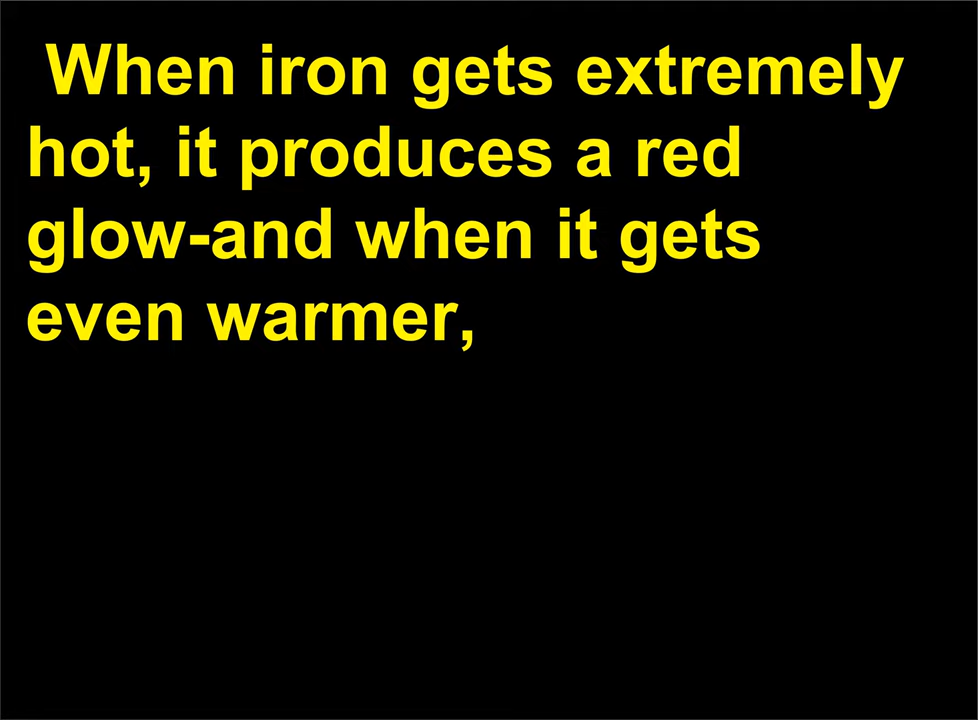 When iron gets extremely
hot, it produces a red
glow-and when it gets
even warmer,